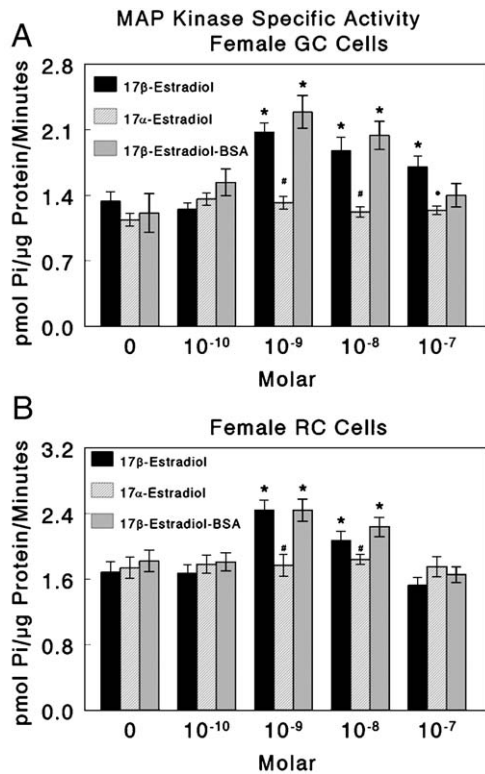 MAP Kinase Specific Activity
A
Female GC Cells
pmol Pi/µg Protein/Minutes
2.8
2.1
1.4
0.7
0.0
17β-Estradiol
17α-Estradiol
17β-Estradiol-BSA
* * # * * # * * •
0 10⁻¹⁰ 10⁻⁹ 10⁻⁸ 10⁻⁷
Molar
B
Female RC Cells
pmol Pi/µg Protein/Minutes
3.2
2.4
1.6
0.8
0.0
17β-Estradiol
17α-Estradiol
17β-Estradiol-BSA
* # * * # *
0 10⁻¹⁰ 10⁻⁹ 10⁻⁸ 10⁻⁷
Molar